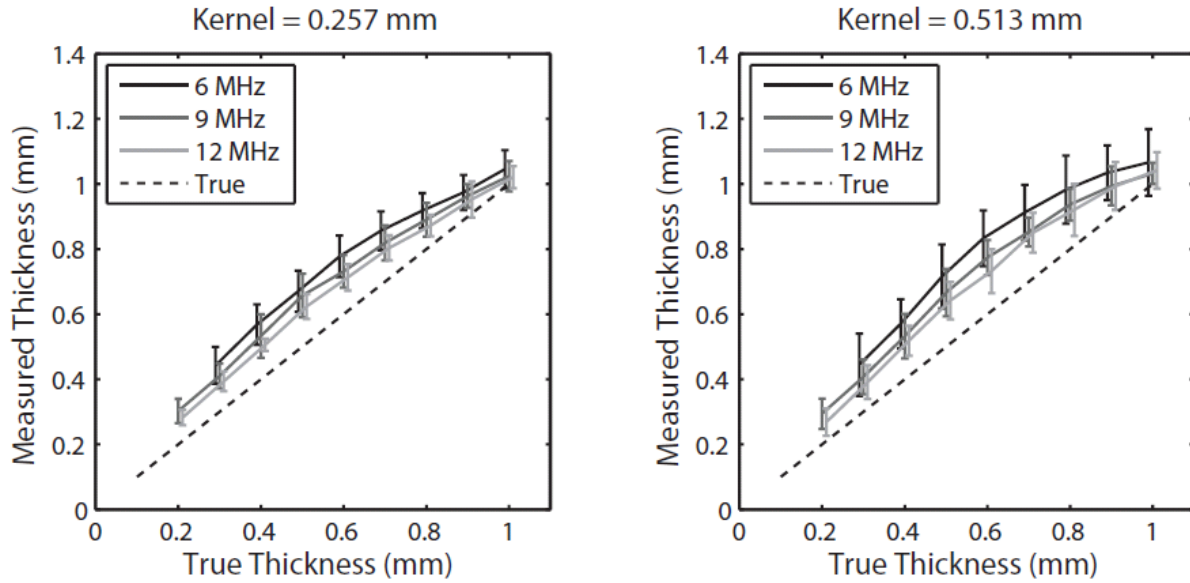 Kernel = 0.257 mm
1.4
1.2
1
0.8
0.6
0.4
0.2
0
Measured Thickness (mm)
6 MHz
9 MHz
12 MHz
True
0 0.2 0.4 0.6 0.8 1
True Thickness (mm)
Kernel = 0.513 mm
1.4
1.2
1
0.8
0.6
0.4
0.2
0
Measured Thickness (mm)
6 MHz
9 MHz
12 MHz
True
0 0.2 0.4 0.6 0.8 1
True Thickness (mm)